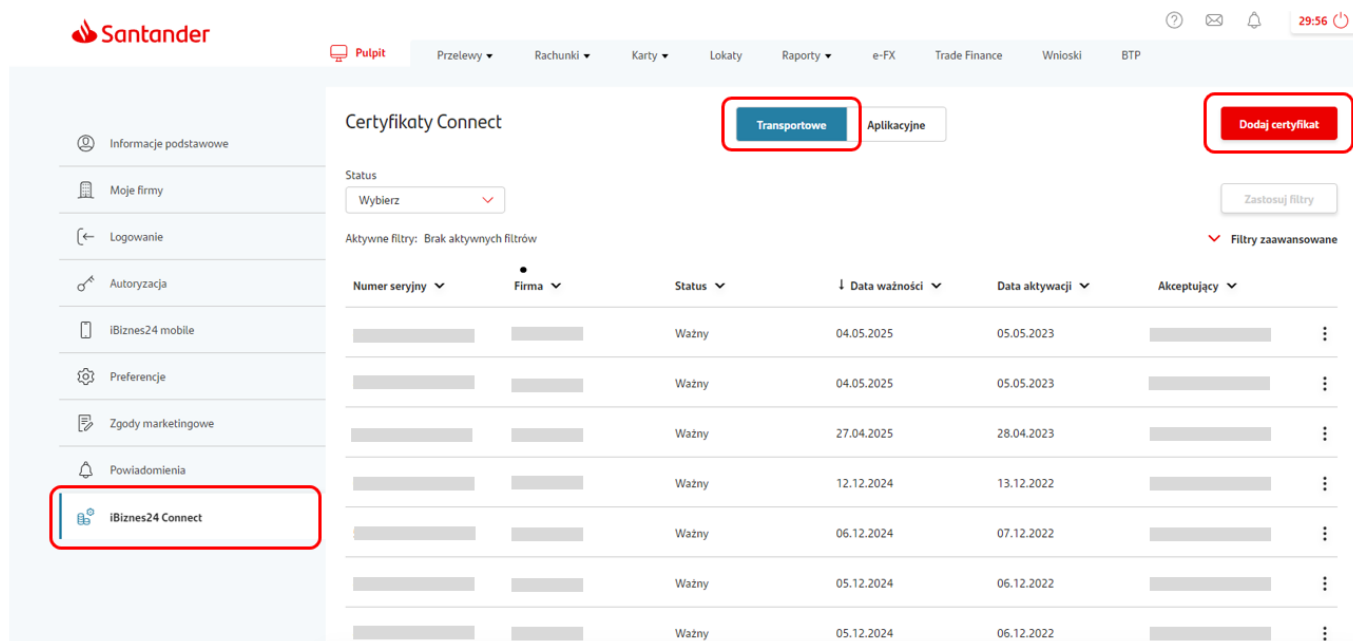 Santander
29:56
Pulpit
Przelewy
Rachunki
Karty
Lokaty
Raporty
e-FX
Trade Finance
Wnioski
BTP
Informacje podstawowe
Moje firmy
Logowanie
Autoryzacja
iBiznes24 mobile
Preferencje
Zgody marketingowe
Powiadomienia
iBiznes24 Connect
Certyfikaty Connect
Transportowe
Aplikacyjne
Dodaj certyfikat
Status
Wybierz
Zastosuj filtry
Aktywne filtry: Brak aktywnych filtrów
Filtry zaawansowane
Numer seryjny Firma Status Data ważności Data aktywacji Akceptujący
Ważny 04.05.2025 05.05.2023
Ważny 04.05.2025 05.05.2023
Ważny 27.04.2025 28.04.2023
Ważny 12.12.2024 13.12.2022
Ważny 06.12.2024 07.12.2022
Ważny 05.12.2024 06.12.2022
Ważny 05.12.2024 06.12.2022